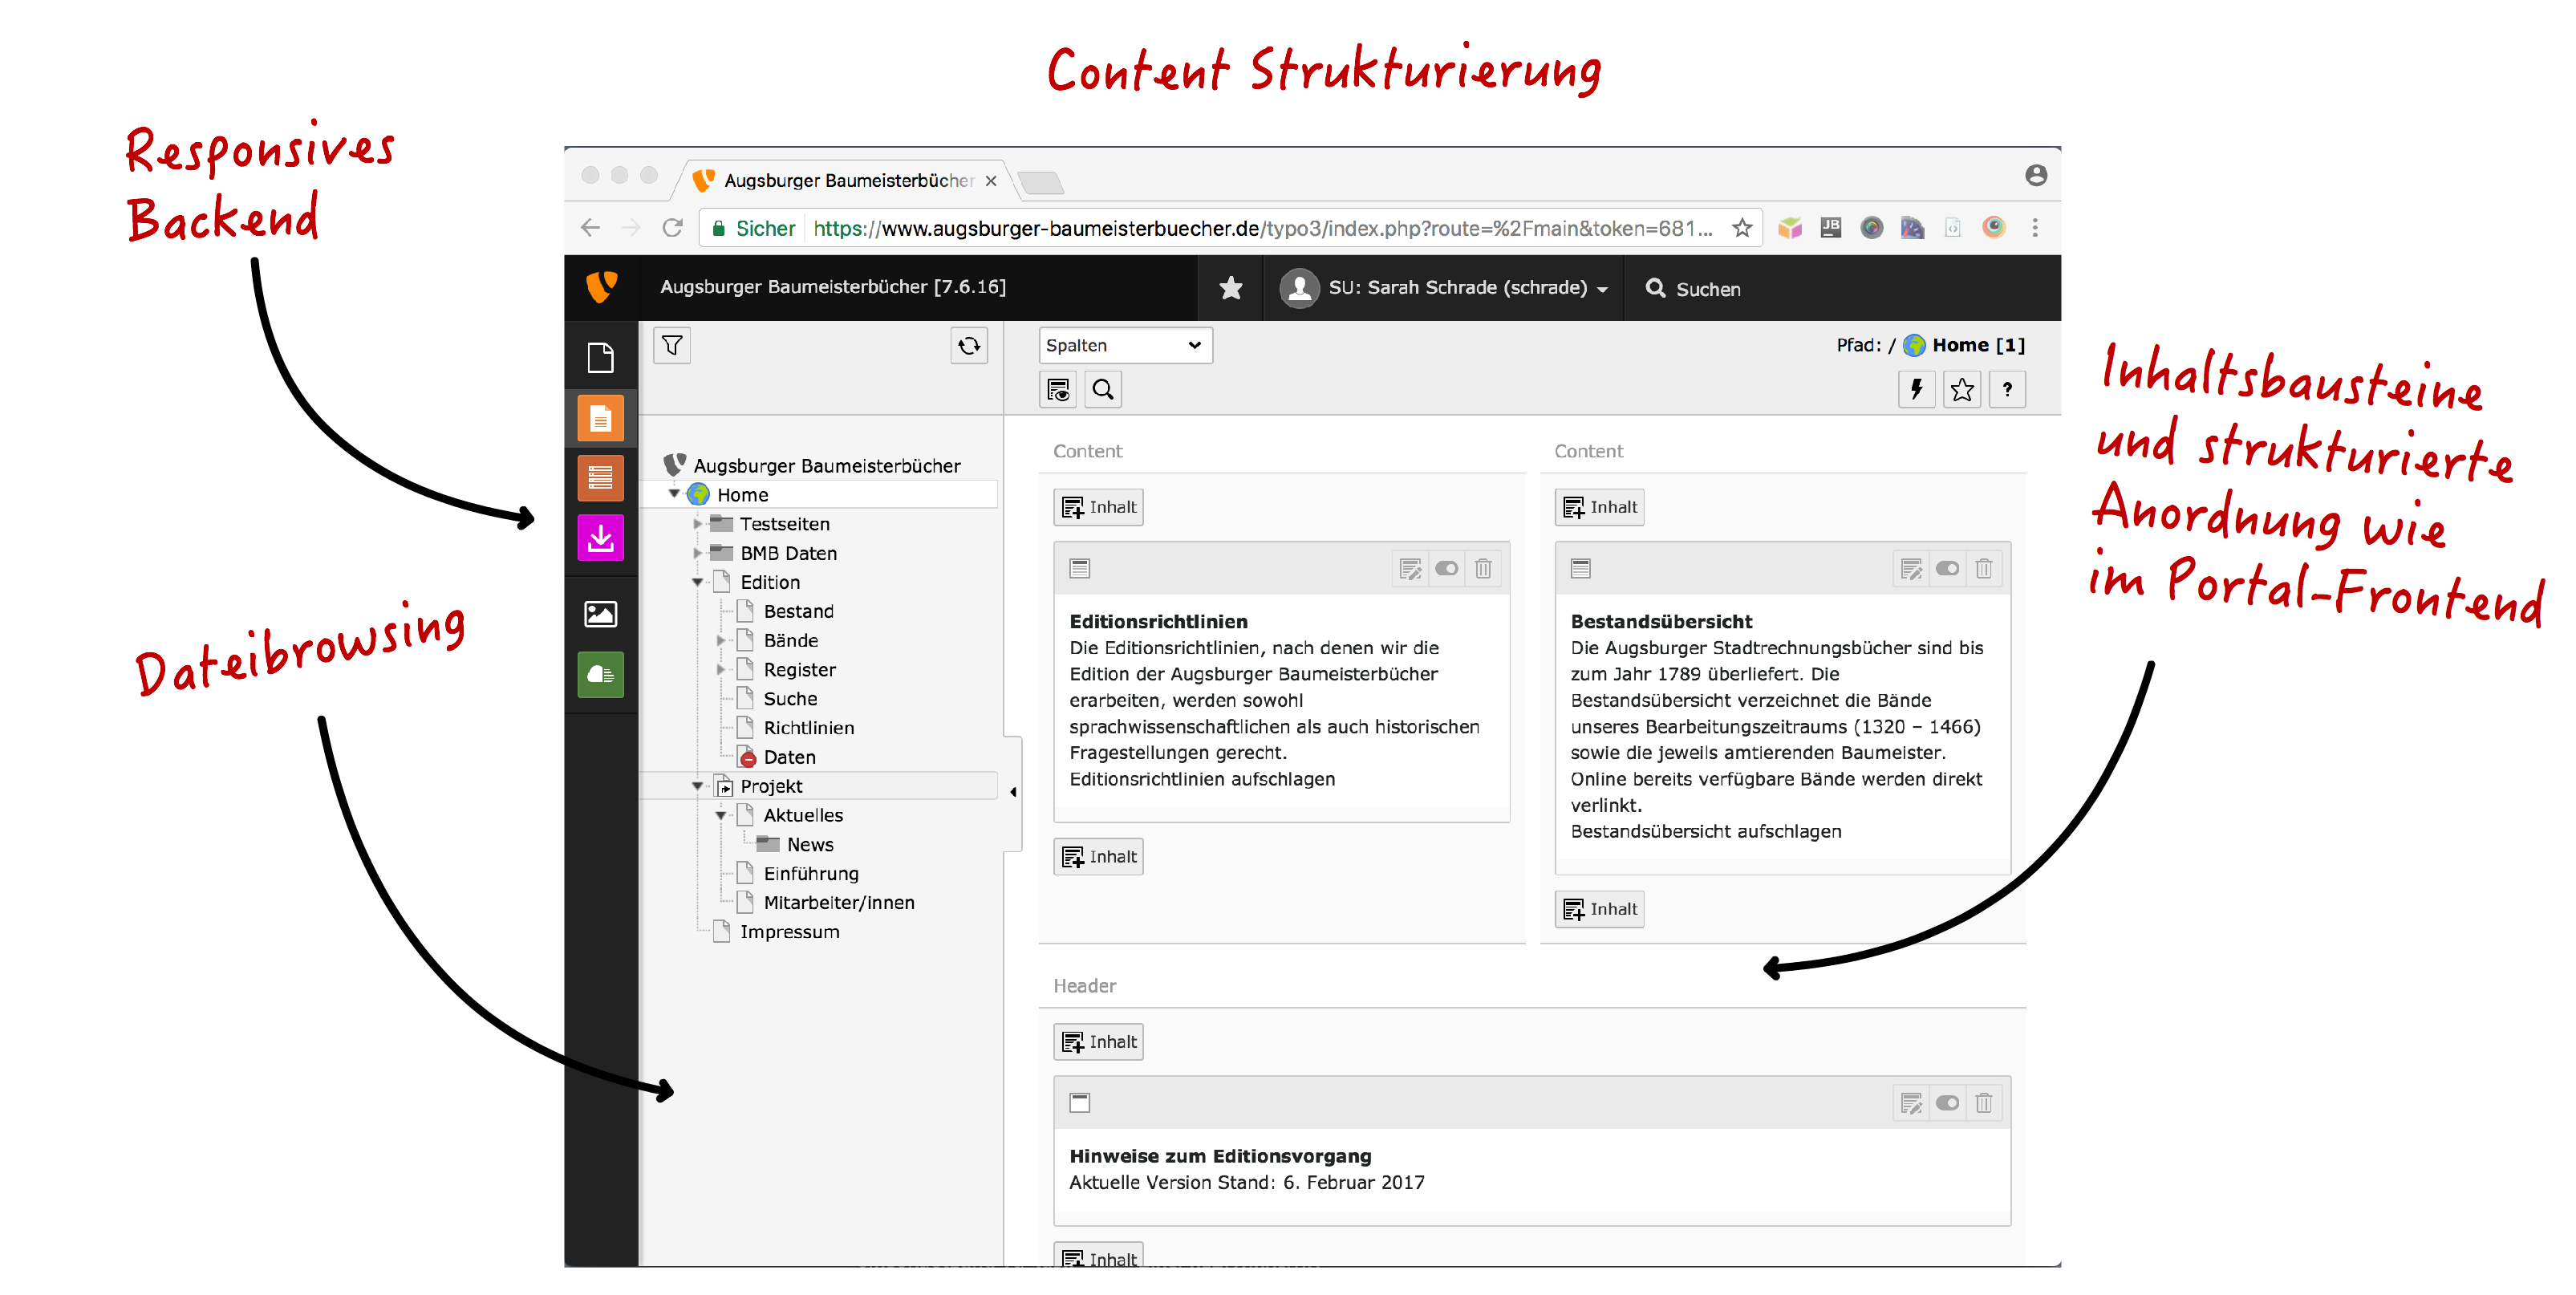 Content Strukturierung
Responsives
Backend
Dateibrowsing
Inhaltsbausteine
und strukturierte
Anordnung wie
im Portal-Frontend
Augsburger Baumeisterbücher
Sicher
https://www.augsburger-baumeisterbuecher.de/typo3/index.php?route=%2Fmain&token=681...
JB
Augsburger Baumeisterbücher [7.6.16]
SU: Sarah Schrade (schrade)
Suchen
Spalten
Pfad: / Home [1]
?
Augsburger Baumeisterbücher
Home
Testseiten
BMB Daten
Edition
Bestand
Bände
Register
Suche
Richtlinien
Daten
Projekt
Aktuelles
News
Einführung
Mitarbeiter/innen
Impressum
Content
Inhalt
Editionsrichtlinien
Die Editionsrichtlinien, nach denen wir die
Edition der Augsburger Baumeisterbücher
erarbeiten, werden sowohl
sprachwissenschaftlichen als auch historischen
Fragestellungen gerecht.
Editionsrichtlinien aufschlagen
Inhalt
Content
Inhalt
Bestandsübersicht
Die Augsburger Stadtrechnungsbücher sind bis
zum Jahr 1789 überliefert. Die
Bestandsübersicht verzeichnet die Bände
unseres Bearbeitungszeitraums (1320 – 1466)
sowie die jeweils amtierenden Baumeister.
Online bereits verfügbare Bände werden direkt
verlinkt.
Bestandsübersicht aufschlagen
Inhalt
Header
Inhalt
Hinweise zum Editionsvorgang
Aktuelle Version Stand: 6. Februar 2017
Inhalt